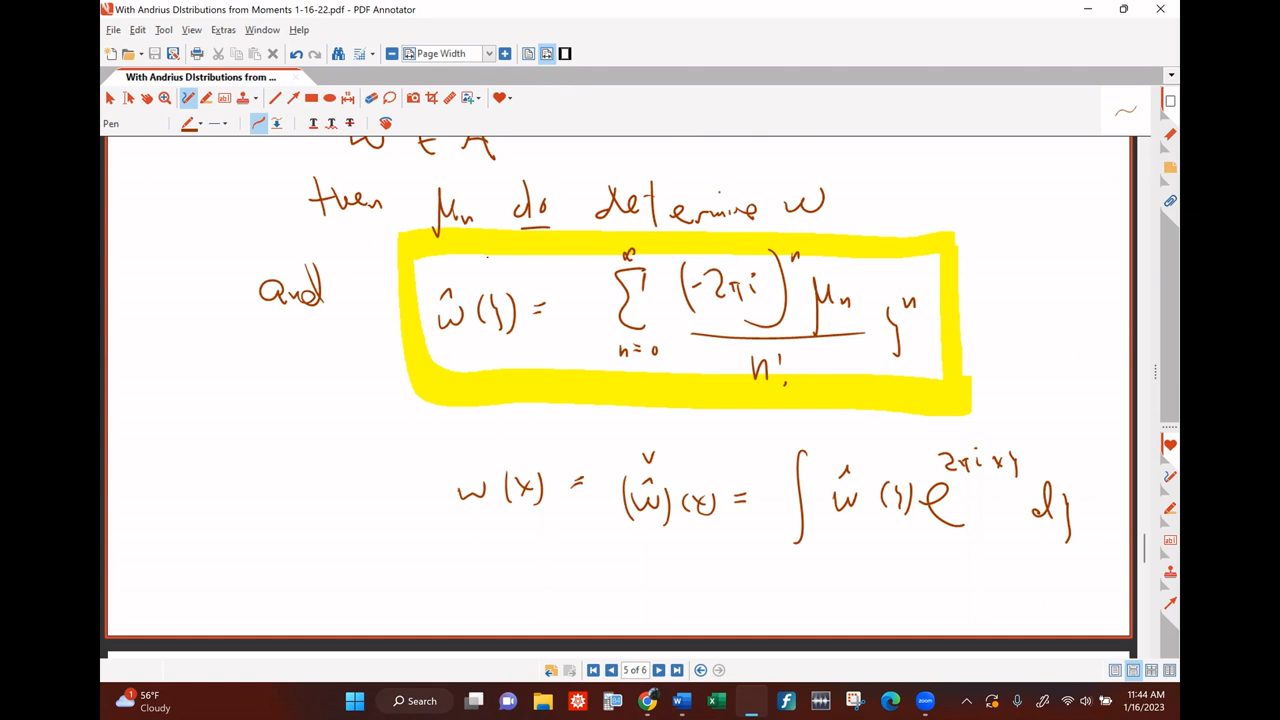 With Andrius DIstributions from Moments 1-16-22.pdf - PDF Annotator
File Edit Tool View Extras Window Help
Page Width
With Andrius DIstributions from ...
Pen
w ∈ A
then μn do determine w
and ŵ(ξ) = ∑_{n=0}^{∞} (-2πi)^n μn / n! ξ^n
w(x) = (ŵ)^∨(x) = ∫ ŵ(ξ) e^{2πixξ} dξ
5 of 6
1
56°F
Cloudy
Search
zoom
11:44 AM
1/16/2023